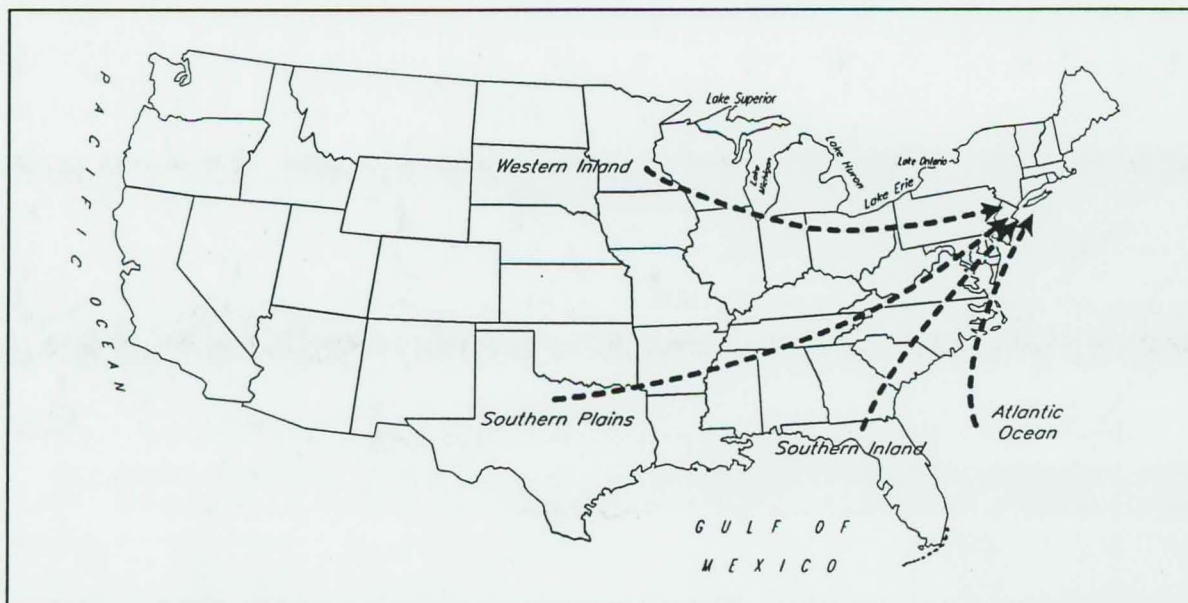 PACIFIC OCEAN
Lake Superior
Western Inland
Lake Michigan
Lake Huron
Lake Ontario
Lake Erie
Southern Plains
Southern Inland
Atlantic
Ocean
GULF OF
MEXICO